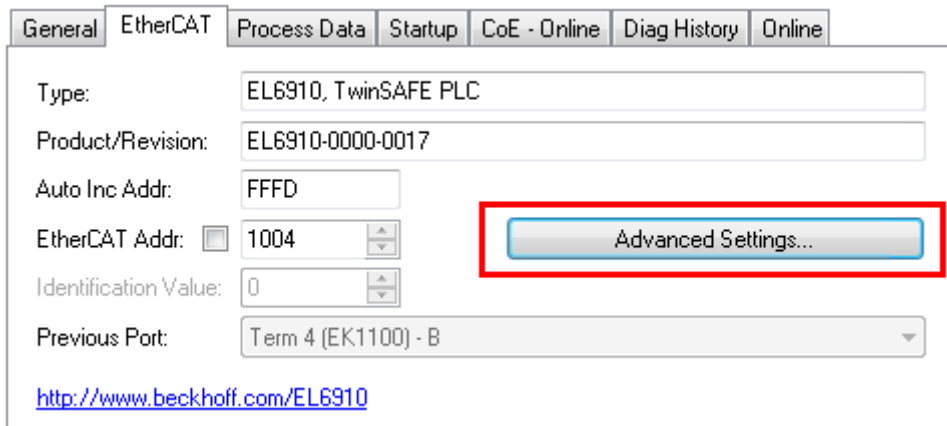 General EtherCAT Process Data Startup CoE - Online Diag History Online
Type: EL6910, TwinSAFE PLC
Product/Revision: EL6910-0000-0017
Auto Inc Addr: FFFD
EtherCAT Addr: 1004 Advanced Settings...
Identification Value: 0
Previous Port: Term 4 (EK1100) - B
http://www.beckhoff.com/EL6910